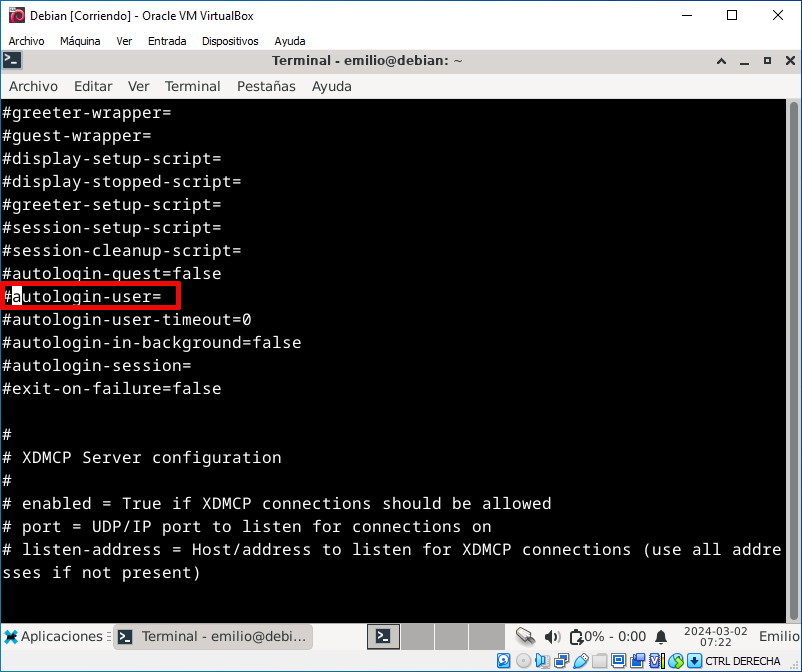 Debian [Corriendo] - Oracle VM VirtualBox
Archivo Máquina Ver Entrada Dispositivos Ayuda
Terminal - emilio@debian: ~
Archivo Editar Ver Terminal Pestañas Ayuda
#greeter-wrapper=
#guest-wrapper=
#display-setup-script=
#display-stopped-script=
#greeter-setup-script=
#session-setup-script=
#session-cleanup-script=
#autologin-guest=false
#autologin-user=
#autologin-user-timeout=0
#autologin-in-background=false
#autologin-session=
#exit-on-failure=false
#
# XDMCP Server configuration
#
# enabled = True if XDMCP connections should be allowed
# port = UDP/IP port to listen for connections on
# listen-address = Host/address to listen for XDMCP connections (use all addre
sses if not present)
Aplicaciones Terminal - emilio@debi... 0% - 0:00 2024-03-02 Emilio
07:22
CTRL DERECHA